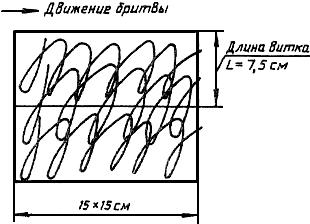 Движение бритвы
Длина витка
L = 7,5 см
15 × 15 см